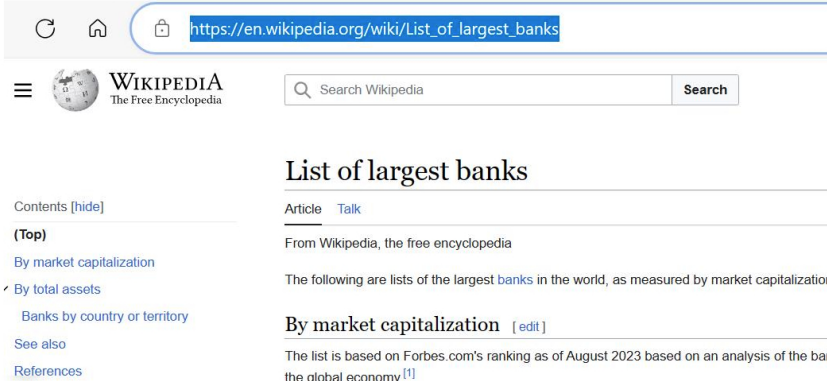 https://en.wikipedia.org/wiki/List_of_largest_banks
WIKIPEDIA
The Free Encyclopedia
Search Wikipedia
Search
List of largest banks
Contents [hide]
Article Talk
(Top)
From Wikipedia, the free encyclopedia
By market capitalization
The following are lists of the largest banks in the world, as measured by market
By total assets
Banks by country or territory
By market capitalization [ edit ]
See also
The list is based on Forbes.com's ranking as of August 2023 based on an analysis of the
References
the global economy.[1]